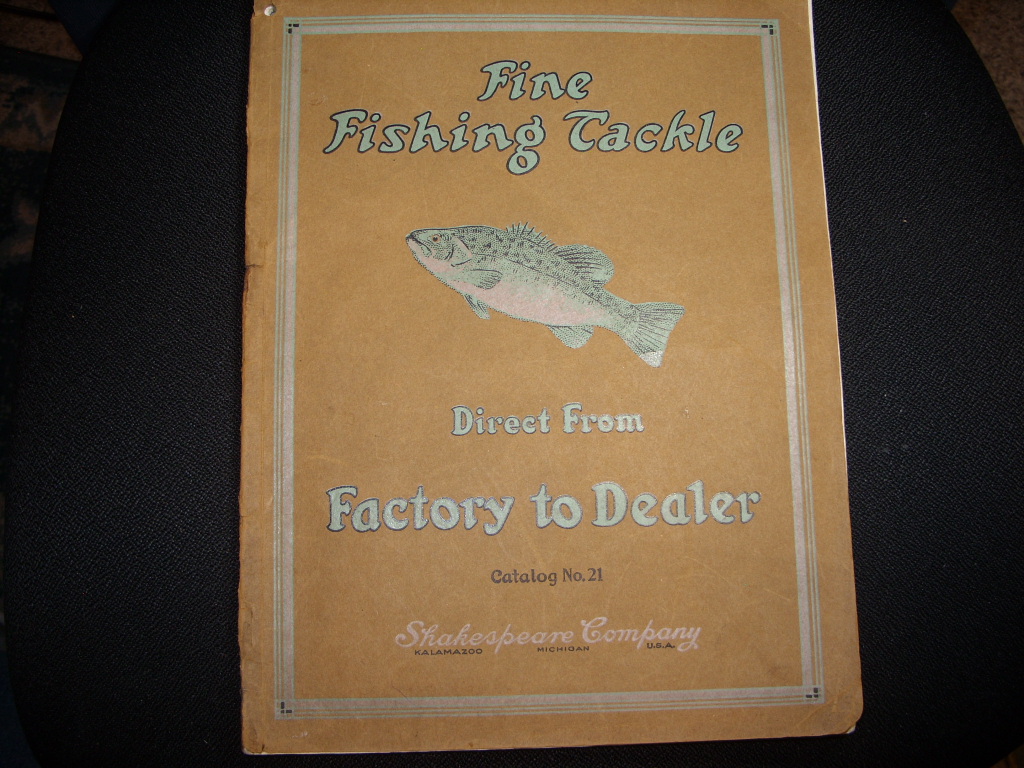 Fine
Fishing Tackle
Direct From
Factory to Dealer
Catalog No. 21
Shakespeare Company
KALAMAZOO MICHIGAN U.S.A.